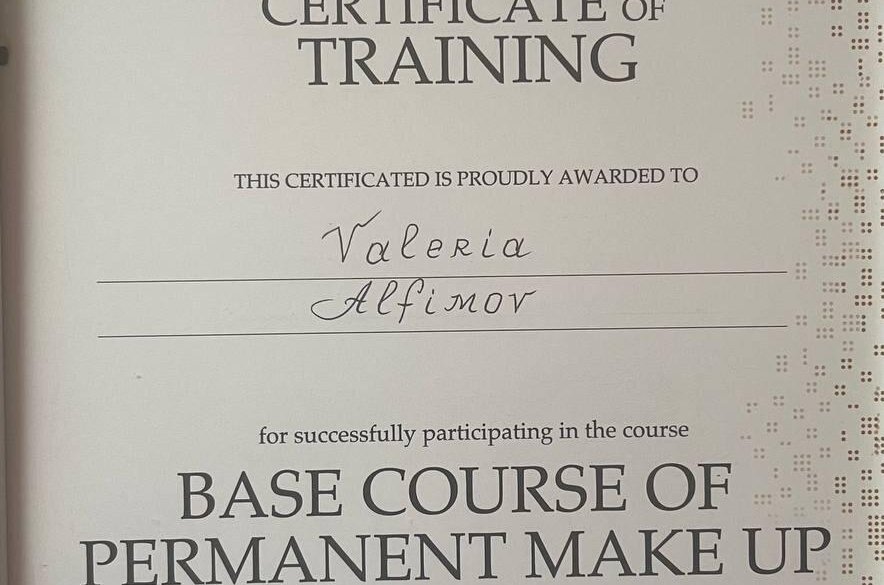 CERTIFICATE OF
TRAINING
THIS CERTIFICATED IS PROUDLY AWARDED TO
Valeria
Alfimov
for successfully participating in the course
BASE COURSE OF
PERMANENT MAKE UP